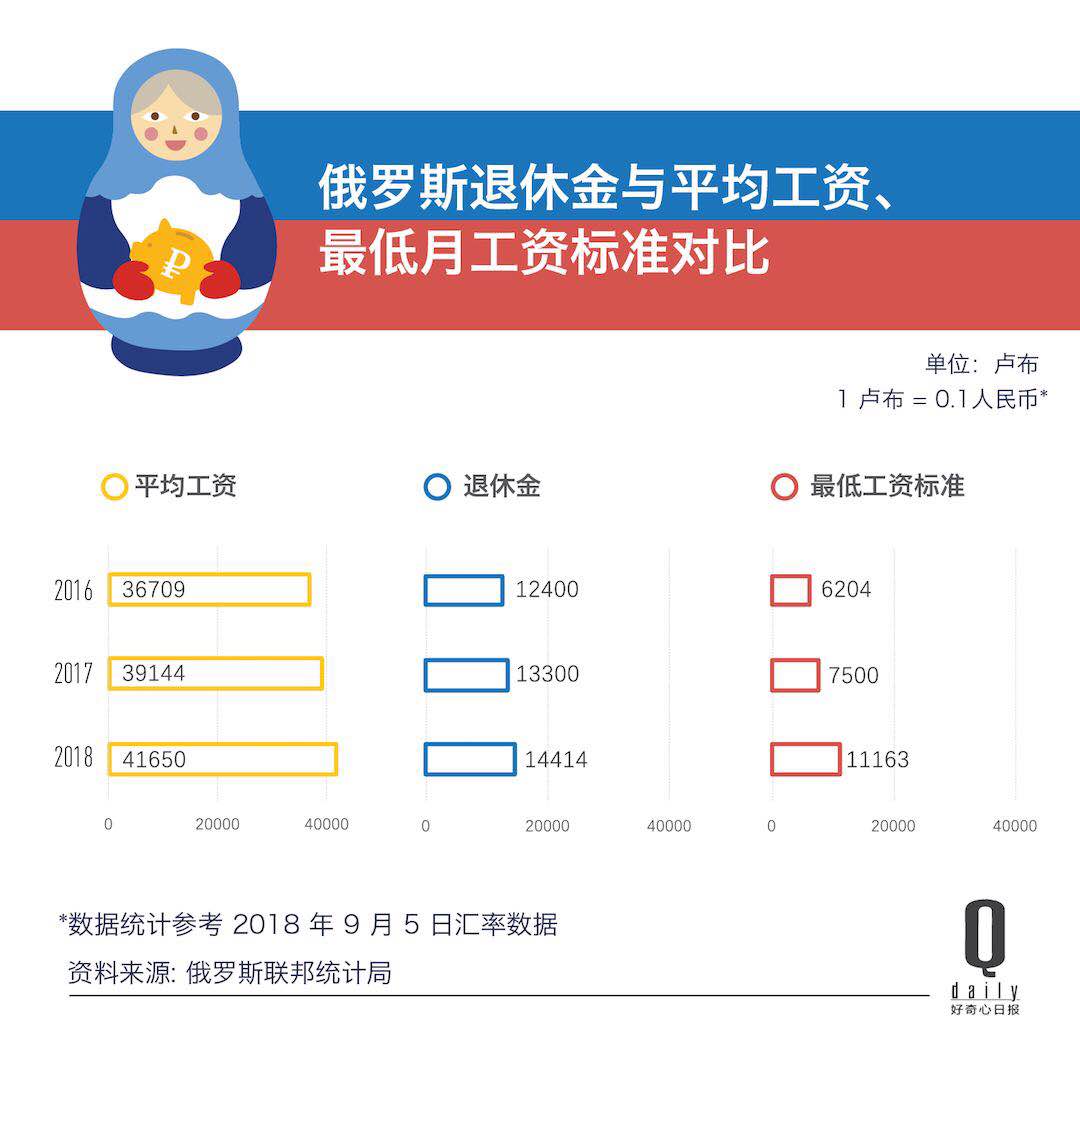 俄罗斯退休金与平均工资、
最低月工资标准对比
₽
单位：卢布
1 卢布 = 0.1人民币*
平均工资
退休金
最低工资标准
2016 36709 12400 6204
2017 39144 13300 7500
2018 41650 14414 11163
0 20000 40000 0 20000 40000 0 20000 40000
*数据统计参考 2018 年 9 月 5 日汇率数据
资料来源: 俄罗斯联邦统计局
Q
daily
好奇心日报